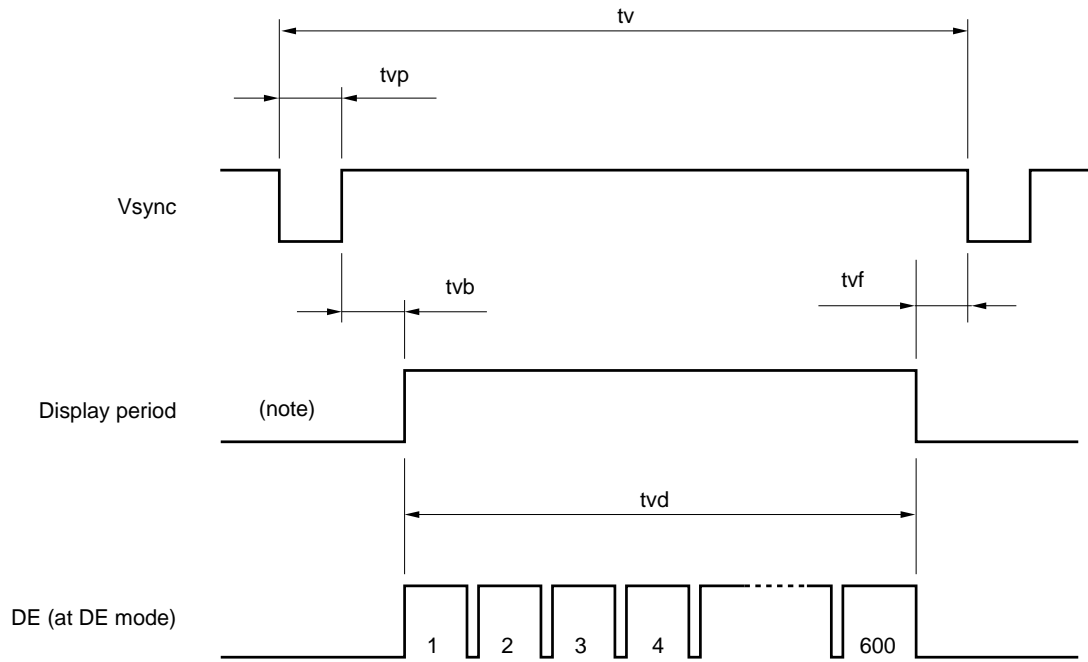 tv
tvp
Vsync
tvb
tvf
Display period
(note)
tvd
DE (at DE mode)
1 2 3 4 600